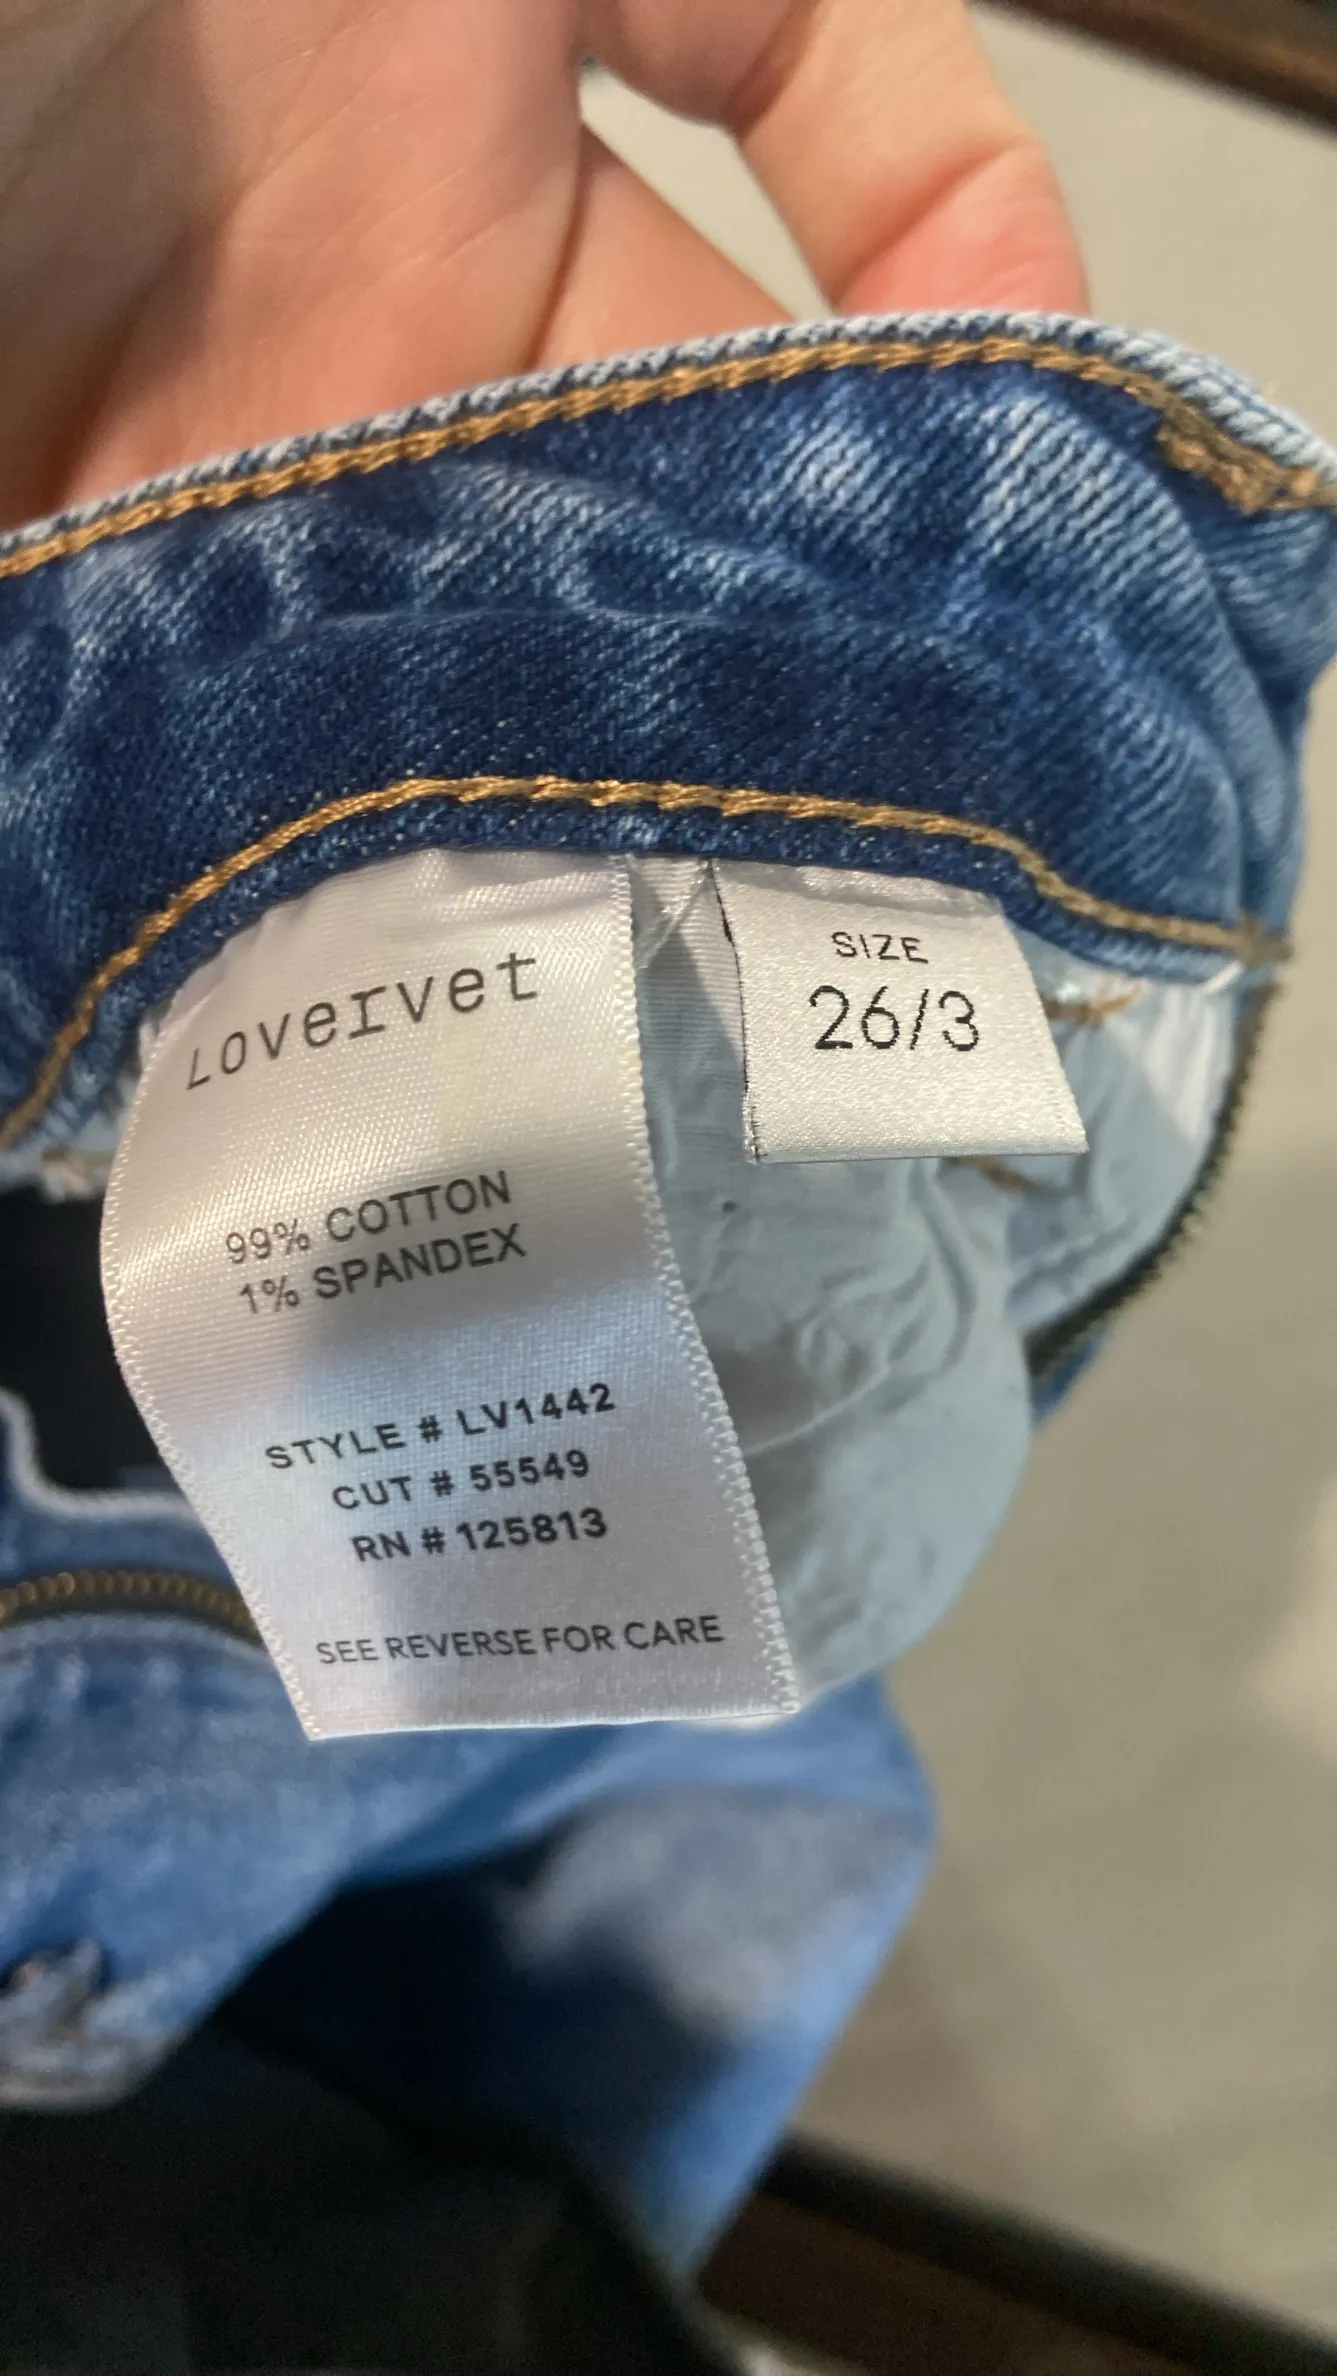 Lovervet
99% COTTON
1% SPANDEX
STYLE # LV1442
CUT # 55549
RN # 125813
SEE REVERSE FOR CARE
SIZE
26/3